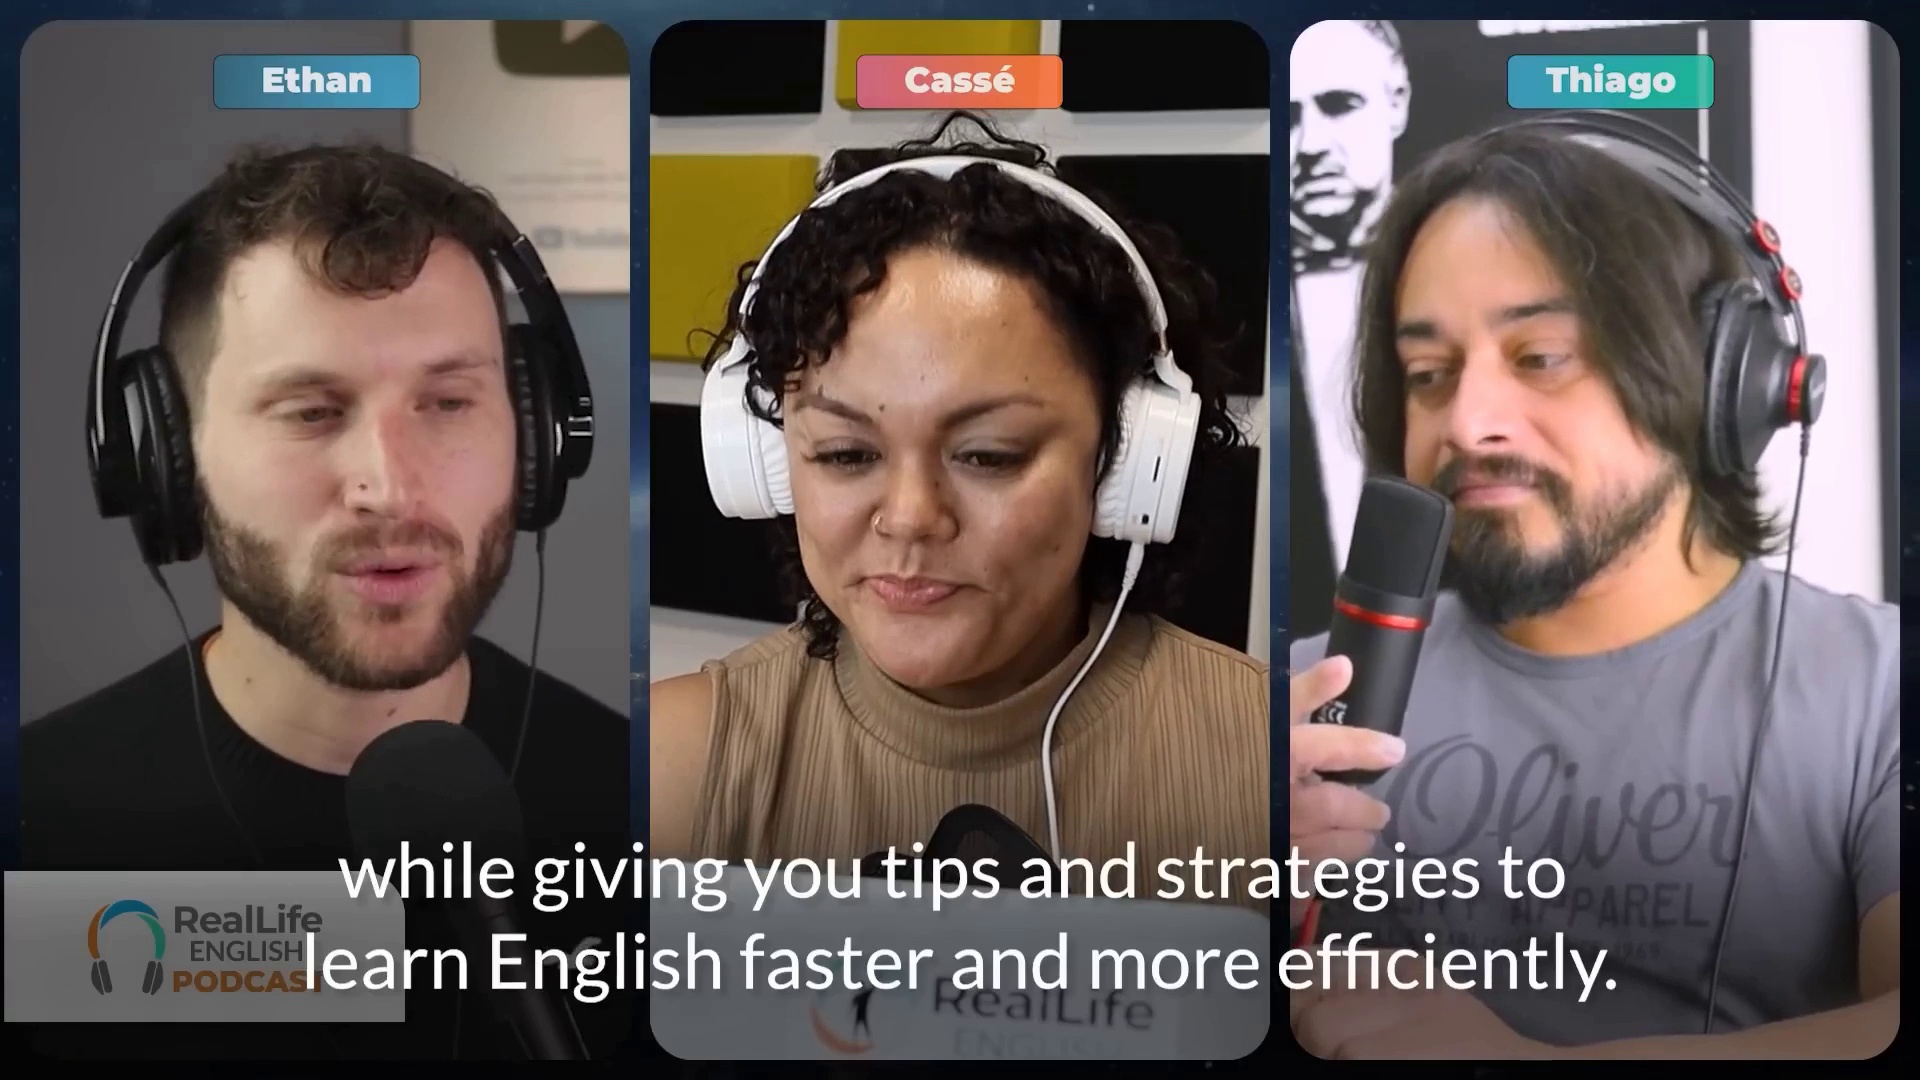 Ethan
Cassé
Thiago
Oliver
APPAREL
while giving you tips and strategies to
learn English faster and more efficiently.
RealLife
ENGLISH
PODCAST
RealLife
ENGLISH